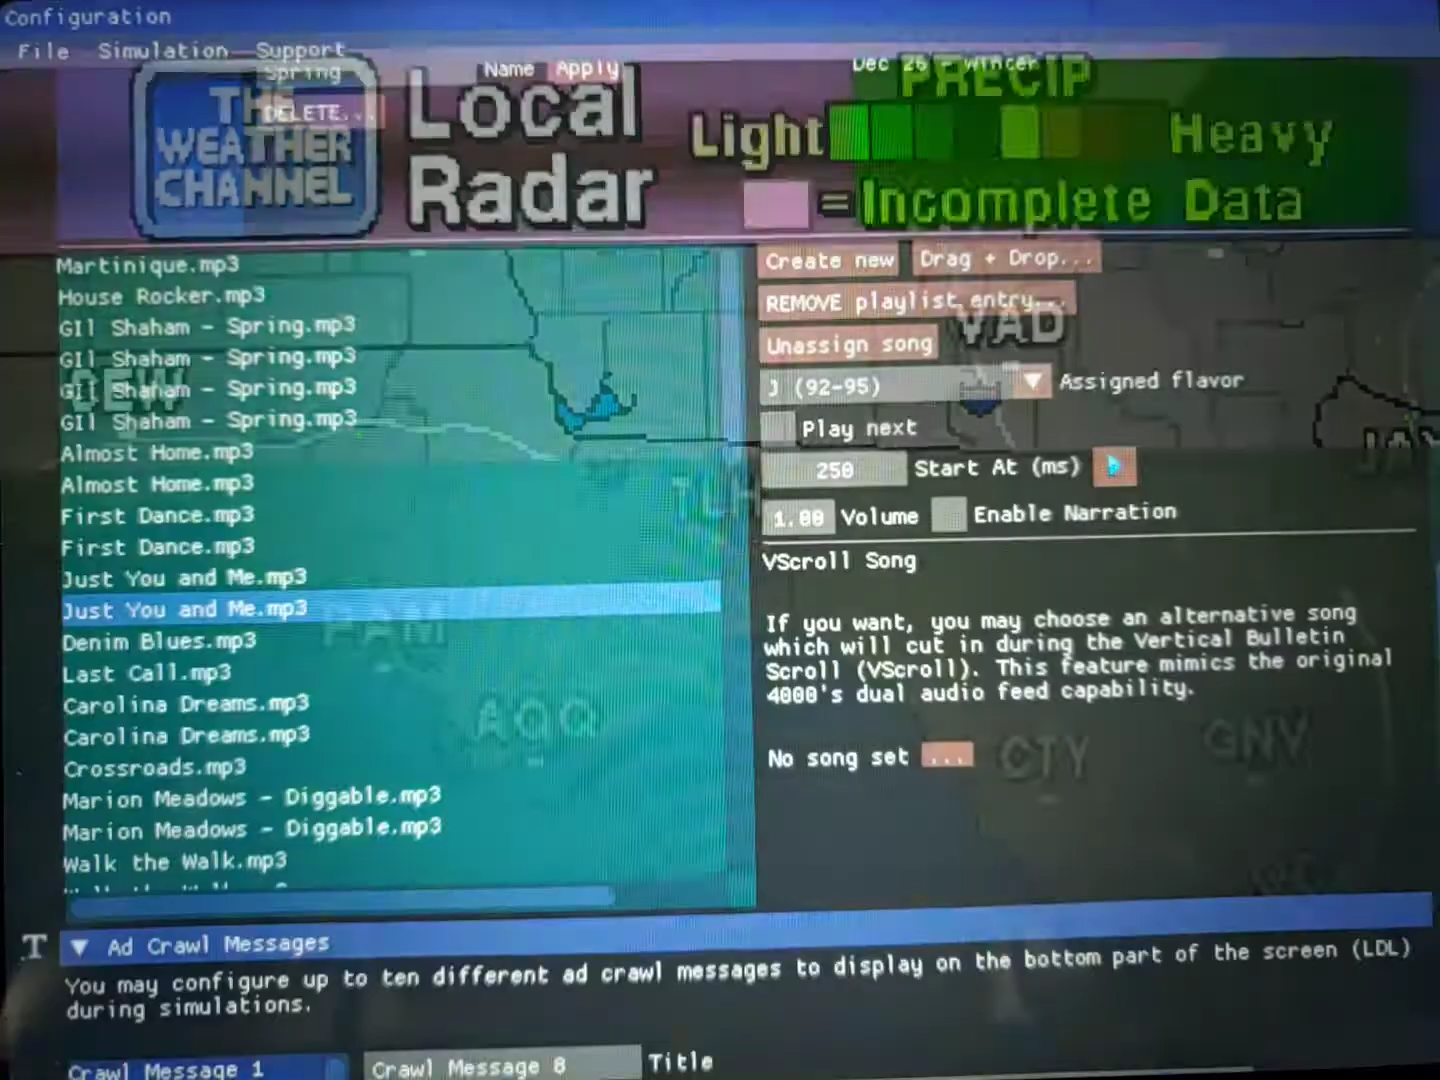 Configuration
File Simulation Support
Spring
Name Apply
Dec 26 - Winter
DELETE...
THE
WEATHER
CHANNEL
Local
Radar
PRECIP
Light Heavy
= Incomplete Data
Martinique.mp3
House Rocker.mp3
GIl Shaham - Spring.mp3
GIl Shaham - Spring.mp3
GIl Shaham - Spring.mp3
GIl Shaham - Spring.mp3
Almost Home.mp3
Almost Home.mp3
First Dance.mp3
First Dance.mp3
Just You and Me.mp3
Just You and Me.mp3
Denim Blues.mp3
Last Call.mp3
Carolina Dreams.mp3
Carolina Dreams.mp3
Crossroads.mp3
Marion Meadows - Diggable.mp3
Marion Meadows - Diggable.mp3
Walk the Walk.mp3
Create new Drag + Drop...
REMOVE playlist entry...
Unassign song
J (92-95) Assigned flavor
Play next
250 Start At (ms)
1.00 Volume Enable Narration
VScroll Song
If you want, you may choose an alternative song
which will cut in during the Vertical Bulletin
Scroll (VScroll). This feature mimics the original
4000's dual audio feed capability.
No song set ...
VAD
TLH
PAM
AQQ
CTY
GNV
Ad Crawl Messages
You may configure up to ten different ad crawl messages to display on the bottom part of the screen (LDL)
during simulations.
Crawl Message 1 Crawl Message 8 Title